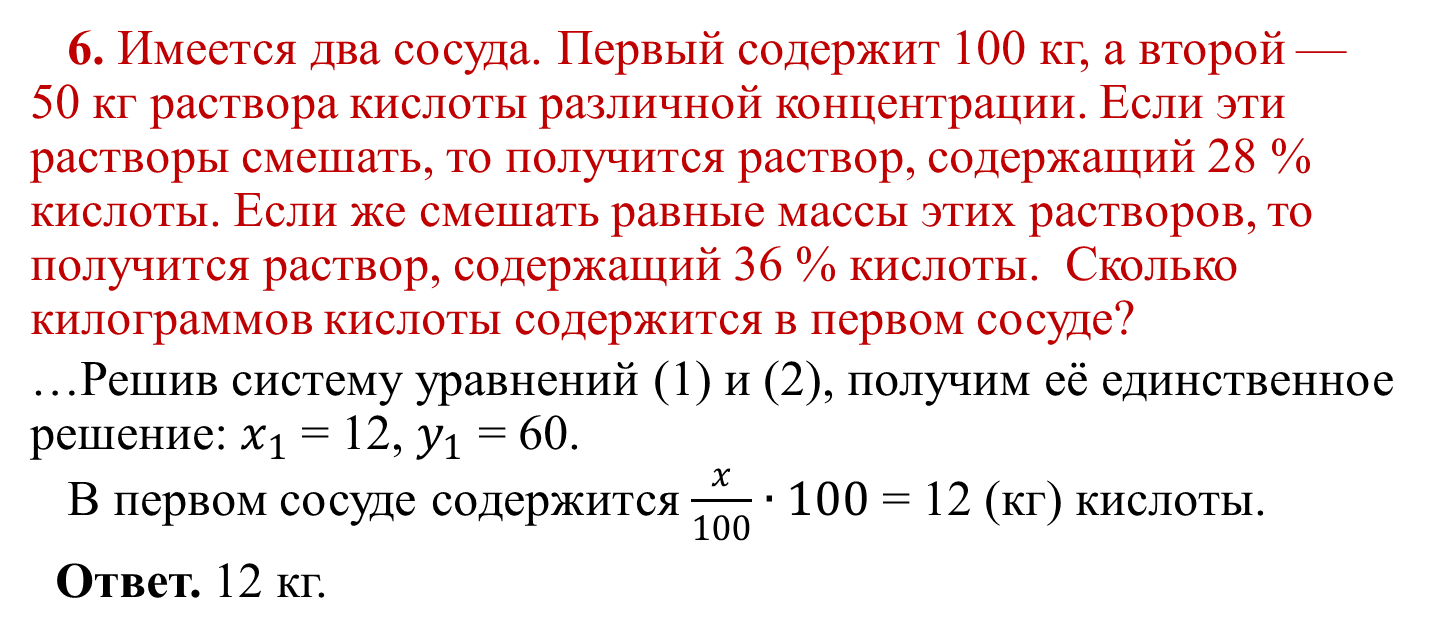 6. Имеется два сосуда. Первый содержит 100 кг, а второй —
50 кг раствора кислоты различной концентрации. Если эти
растворы смешать, то получится раствор, содержащий 28 %
кислоты. Если же смешать равные массы этих растворов, то
получится раствор, содержащий 36 % кислоты. Сколько
килограммов кислоты содержится в первом сосуде?
…Решив систему уравнений (1) и (2), получим её единственное
решение: x₁ = 12, y₁ = 60.
В первом сосуде содержится x/100 · 100 = 12 (кг) кислоты.
Ответ. 12 кг.